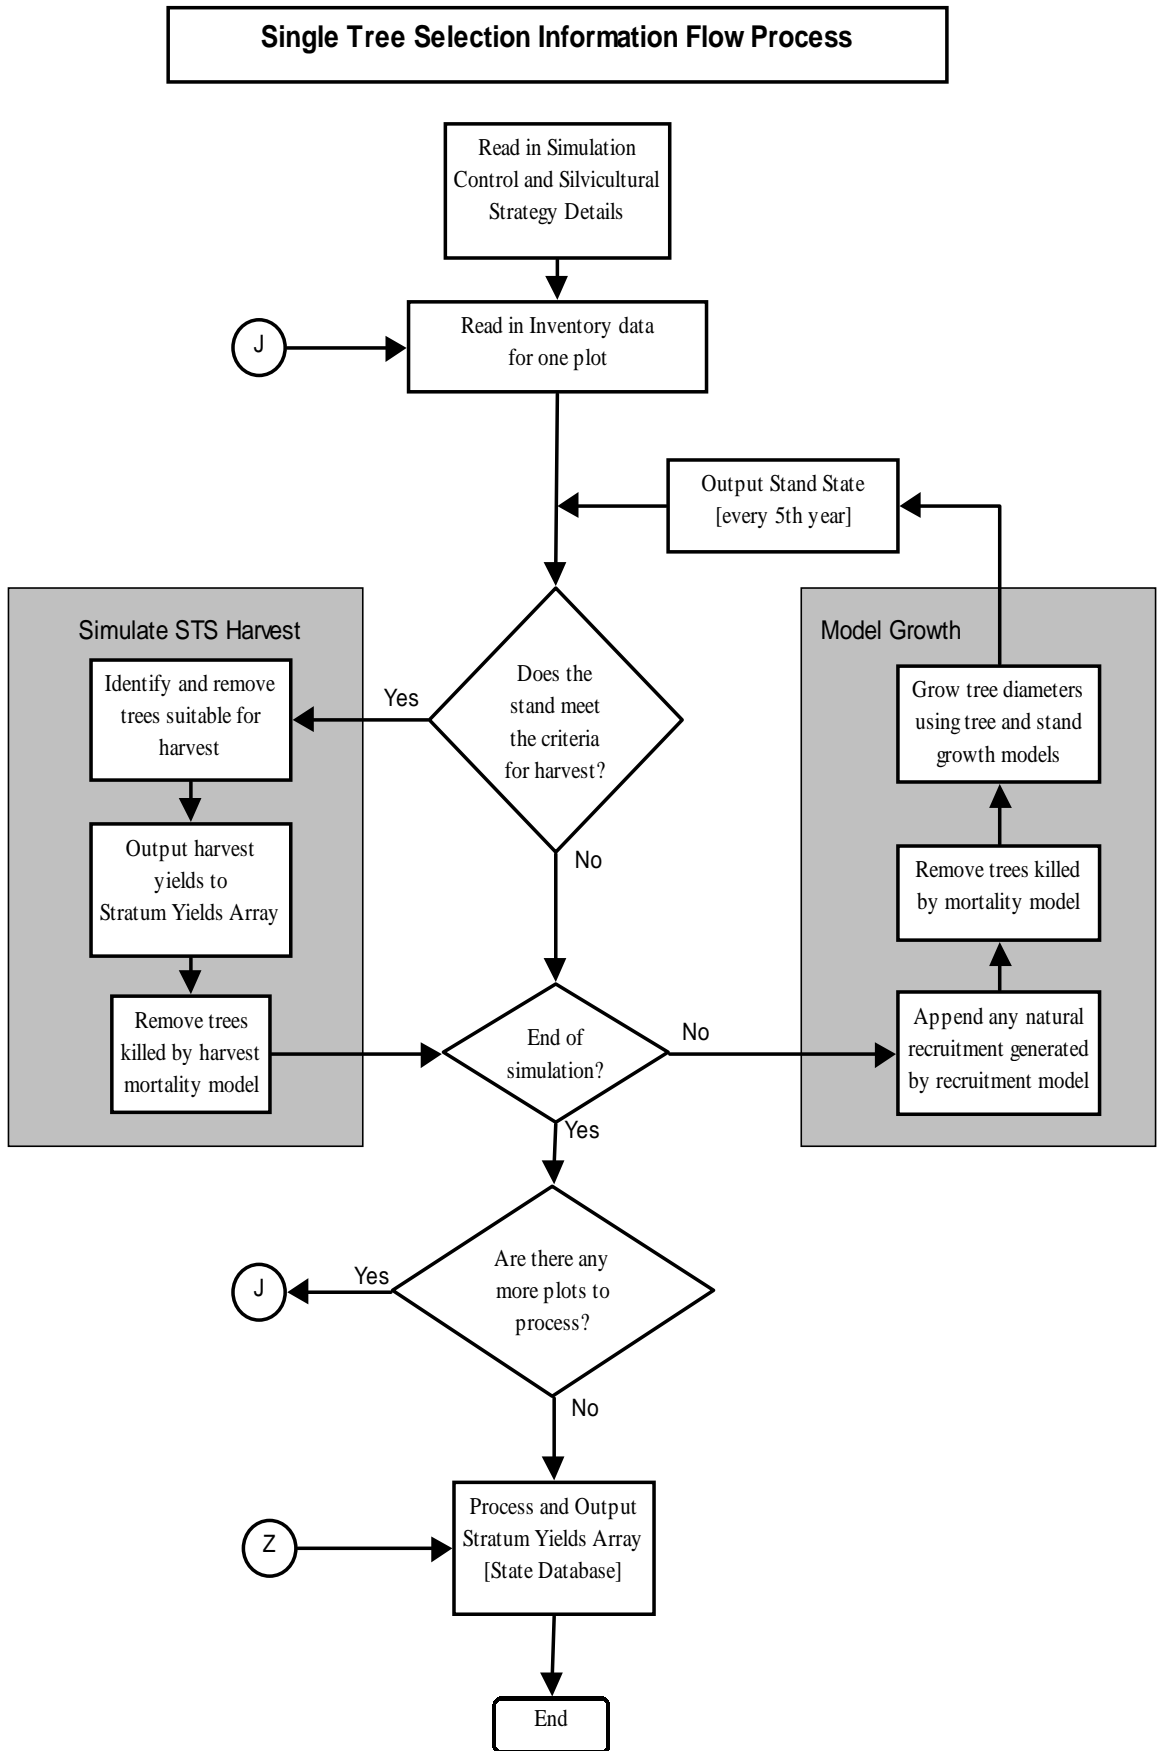 Single Tree Selection Information Flow Process
Read in Simulation
Control and Silvicultural
Strategy Details
J
Read in Inventory data
for one plot
Output Stand State
[every 5th year]
Simulate STS Harvest
Identify and remove
trees suitable for
harvest
Output harvest
yields to
Stratum Yields Array
Remove trees
killed by harvest
mortality model
Yes
Does the
stand meet
the criteria
for harvest?
No
Model Growth
Grow tree diameters
using tree and stand
growth models
Remove trees killed
by mortality model
Append any natural
recruitment generated
by recruitment model
End of
simulation?
No
Yes
J
Yes
Are there any
more plots to
process?
No
Z
Process and Output
Stratum Yields Array
[State Database]
End